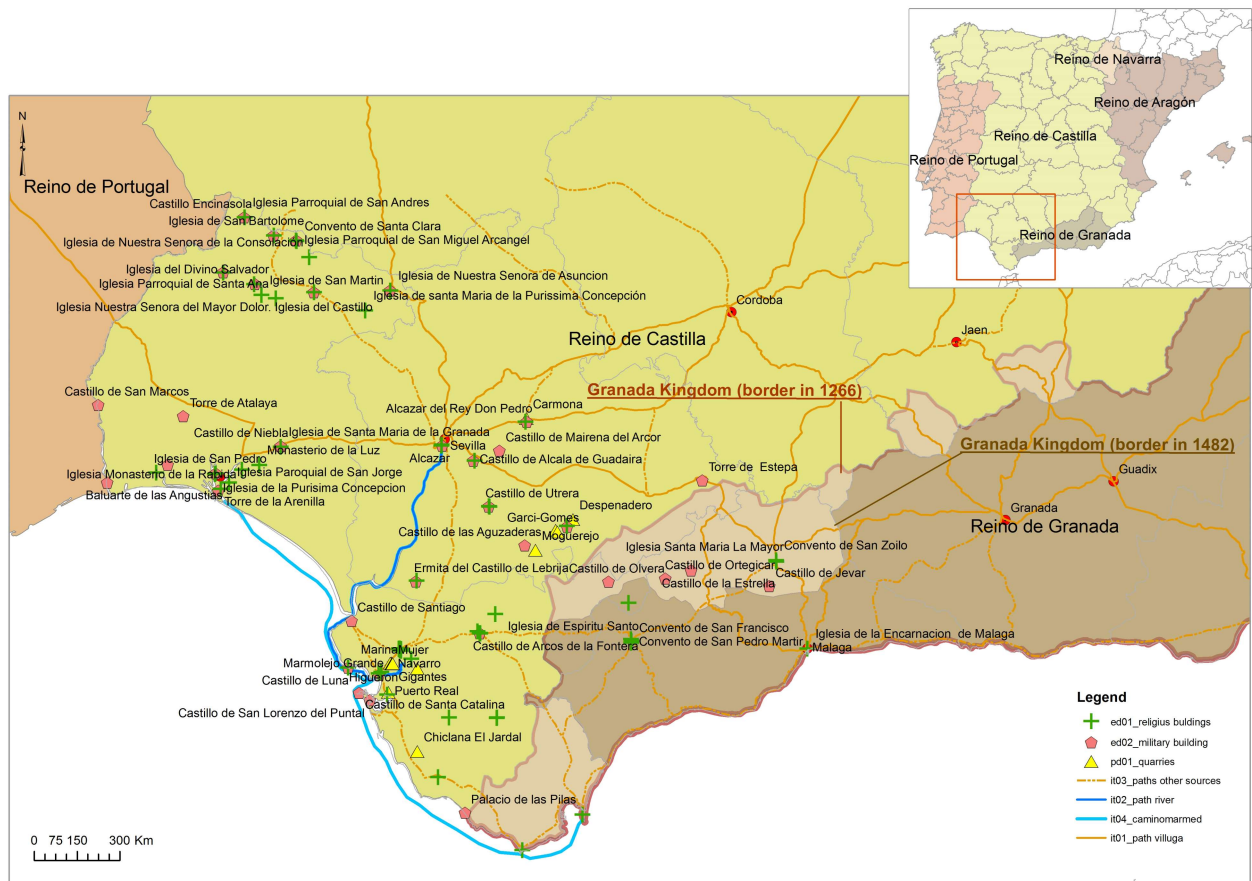 Reino de Navarra
Reino de Aragón
Reino de Castilla
Reino de Portugal
Reino de Granada
N
Reino de Portugal
Castillo Encinasola
Iglesia Parroquial de San Andres
Iglesia de San Bartolome
Convento de Santa Clara
Iglesia de Nuestra Senora de la Consolación
Iglesia Parroquial de San Miguel Arcangel
Iglesia del Divino Salvador
Iglesia de San Martin
Iglesia de Nuestra Senora de Asuncion
Iglesia Parroquial de Santa Ana
Iglesia de santa Maria de la Purissima Concepción
Iglesia Nuestra Senora del Mayor Dolor.
Iglesia del Castillo
Cordoba
Reino de Castilla
Jaen
Granada Kingdom (border in 1266)
Castillo de San Marcos
Torre de Atalaya
Alcazar del Rey Don Pedro
Carmona
Castillo de Niebla
Iglesia de Santa Maria de la Granada
Castillo de Mairena del Arcor
Granada Kingdom (border in 1482)
Monasterio de la Luz
Sevilla
Iglesia de San Pedro
Alcazar
Castillo de Alcala de Guadaira
Iglesia Monasterio de la Rabida
Iglesia Paroquial de San Jorge
Torre de Estepa
Guadix
Iglesia de la Purisima Concepcion
Baluarte de las Angustias
Torre de la Arenilla
Castillo de Utrera
Despenadero
Granada
Garci-Gomes
Reino de Granada
Castillo de las Aguzaderas
Moguerejo
Iglesia Santa Maria La Mayor
Convento de San Zoilo
Ermita del Castillo de Lebrija
Castillo de Olvera
Castillo de Ortegicar
Castillo de Jevar
Castillo de la Estrella
Castillo de Santiago
Iglesia de Espiritu Santo
Convento de San Francisco
Iglesia de la Encarnacion de Malaga
Castillo de Arcos de la Fontera
Convento de San Pedro Martir
Malaga
Marina
Mujer
Marmolejo Grande
Navarro
Castillo de Luna
Higueron
Gigantes
Puerto Real
Castillo de Santa Catalina
Castillo de San Lorenzo del Puntal
Chiclana El Jardal
Palacio de las Pilas
Legend
ed01_religius buldings
ed02_military building
pd01_quarries
it03_paths other sources
it02_path river
it04_caminomarmed
it01_path villuga
0 75 150 300 Km